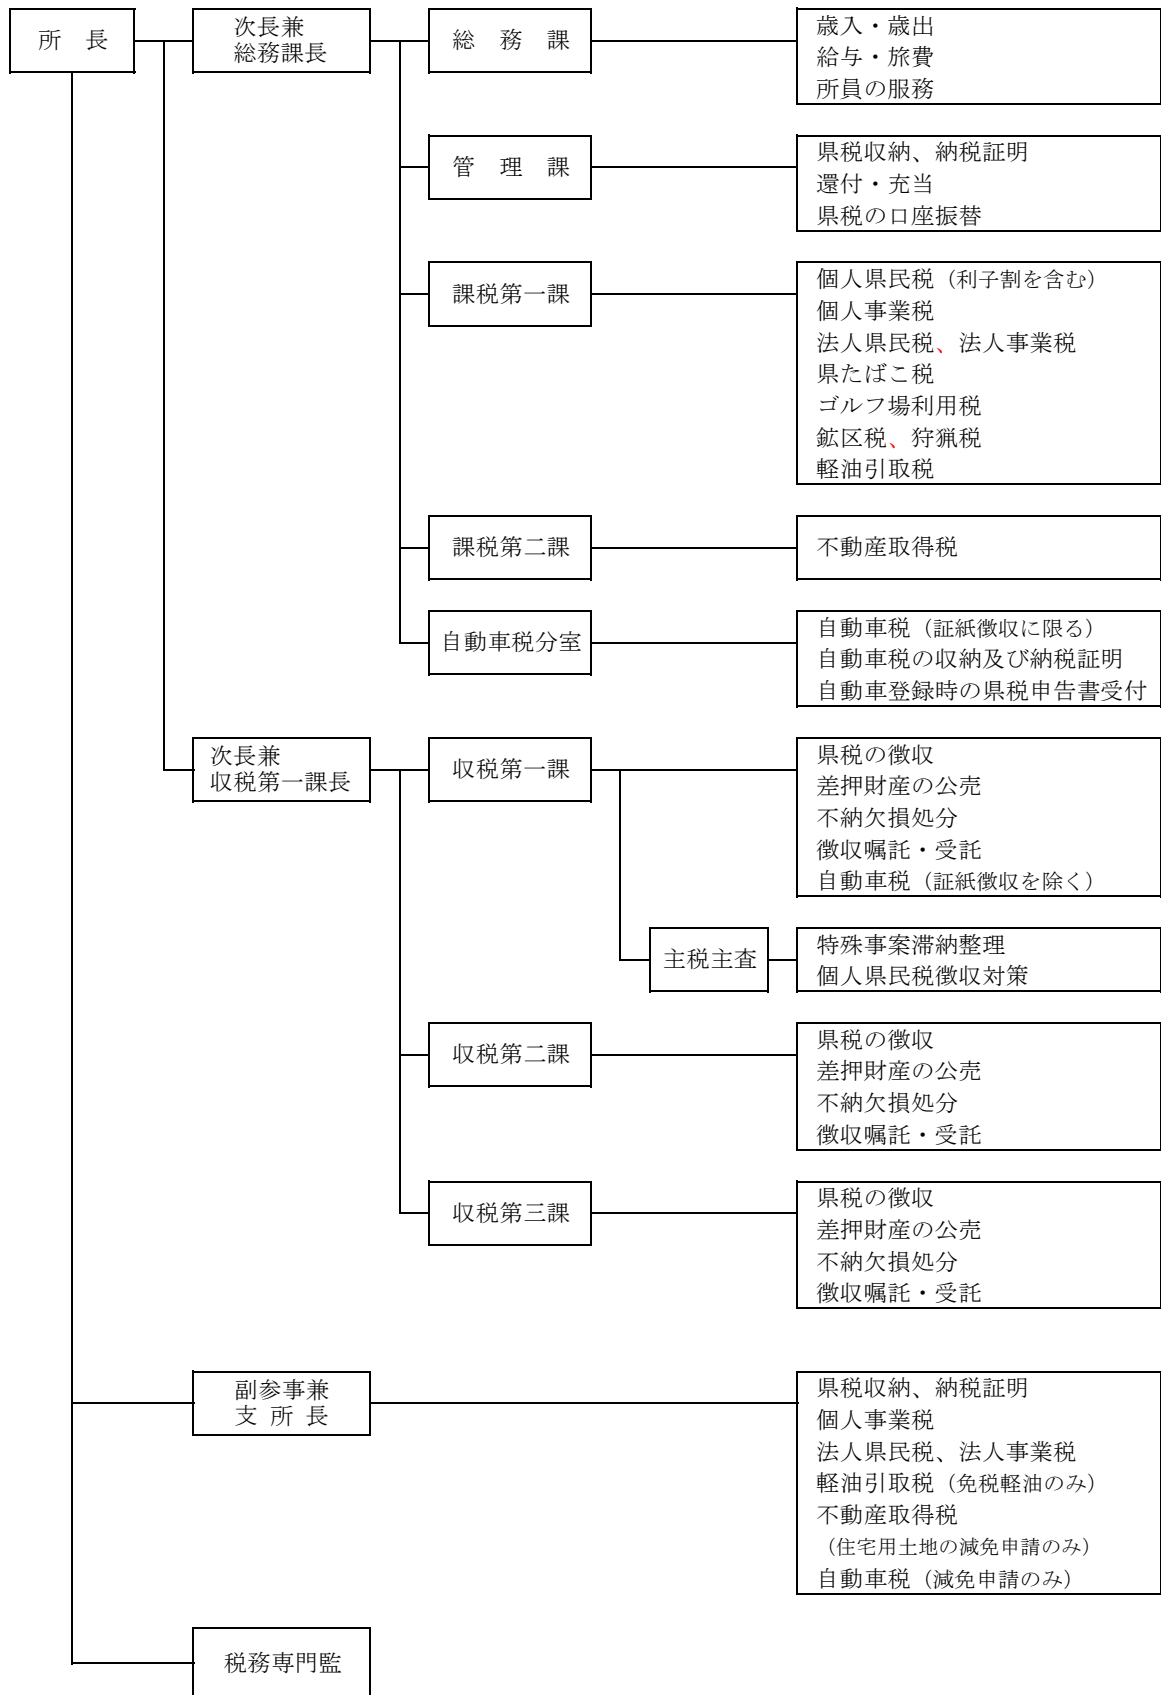 所　長
次長兼
総務課長
総　務　課
歳入・歳出
給与・旅費
所員の服務
管　理　課
県税収納、納税証明
還付・充当
県税の口座振替
課税第一課
個人県民税（利子割を含む）
個人事業税
法人県民税、法人事業税
県たばこ税
ゴルフ場利用税
鉱区税、狩猟税
軽油引取税
課税第二課
不動産取得税
自動車税分室
自動車税（証紙徴収に限る）
自動車税の収納及び納税証明
自動車登録時の県税申告書受付
次長兼
収税第一課長
収税第一課
県税の徴収
差押財産の公売
不納欠損処分
徴収嘱託・受託
自動車税（証紙徴収を除く）
主税主査
特殊事案滞納整理
個人県民税徴収対策
収税第二課
県税の徴収
差押財産の公売
不納欠損処分
徴収嘱託・受託
収税第三課
県税の徴収
差押財産の公売
不納欠損処分
徴収嘱託・受託
副参事兼
支 所 長
県税収納、納税証明
個人事業税
法人県民税、法人事業税
軽油引取税（免税軽油のみ）
不動産取得税
（住宅用土地の減免申請のみ）
自動車税（減免申請のみ）
税務専門監